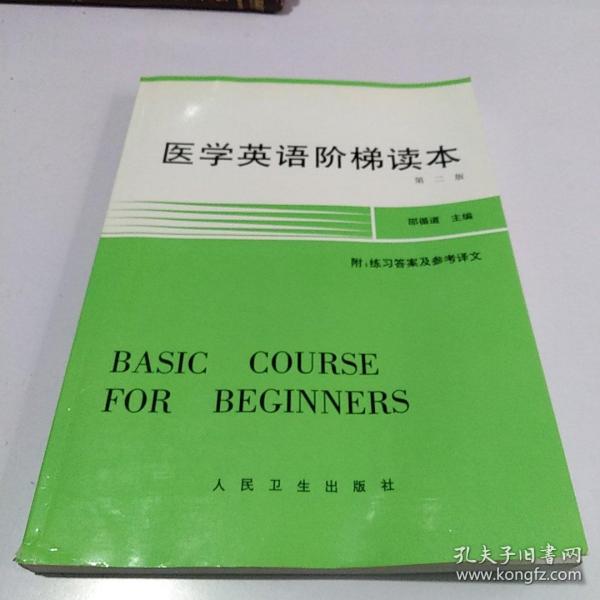 医学英语阶梯读本
第二版
邵循道 主编
附:练习答案及参考译文
BASIC COURSE
FOR BEGINNERS
人民卫生出版社
孔夫子旧书网
www.kongfz.com